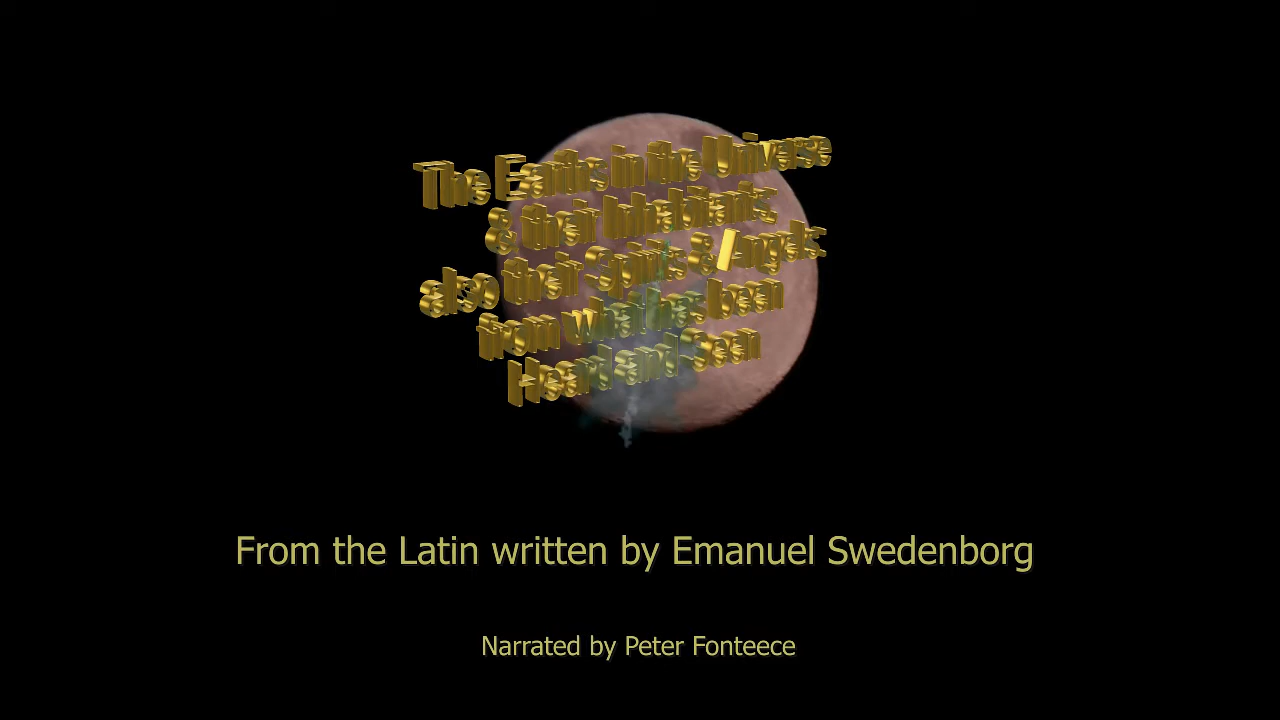 The Earths in the Universe
& their Inhabitants
also their Spirits & Angels
from what has been
Heard and Seen
From the Latin written by Emanuel Swedenborg
Narrated by Peter Fonteece